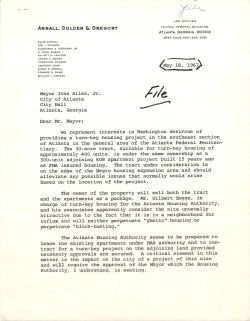 file
ARNALL, GOLDEN & GREGORY
LAW OFFICES
FULTON FEDERAL BUILDING
ATLANTA, GEORGIA 30303
May 10, 1967
File
Mayor Ivan Allen, Jr.
City of Atlanta
City Hall
Atlanta, Georgia
Dear Mr. Mayor:
We represent interests in Washington desirous of
providing a turn-key housing project in the southeast section
of Atlanta in the general area of the Atlanta Federal Peniten-
tiary. The 30-acre tract, suitable for turn-key housing of
approximately 400 units, is under the same ownership as a
300-unit adjoining 608 apartment project built 15 years ago
as FHA insured housing. The tract under consideration is
on the edge of the Negro housing expansion area and should
alleviate any possible issues that normally would arise
based on the location of the project.
The owner of the property will sell both the tract
and the apartments as a package. Mr. Gilbert Boggs, in
charge of turn-key housing for the Atlanta Housing Authority,
and his associates apparently consider the site unusually
attractive due to the fact that it is in a neighborhood
influx and will neither perpetrate "ghetto" housing or
perpetrate "block-busting."
The Atlanta Housing Authority seems to be prepared to
lease the existing apartments under HHA authority and to con-
tract for a turn-key project on the adjoining land provided
necessary approvals are secured. A critical element in this
matter is the impact on the city of a project of this size
and will require the approval of the Mayor which the Housing
Authority, I understand, is seeking.